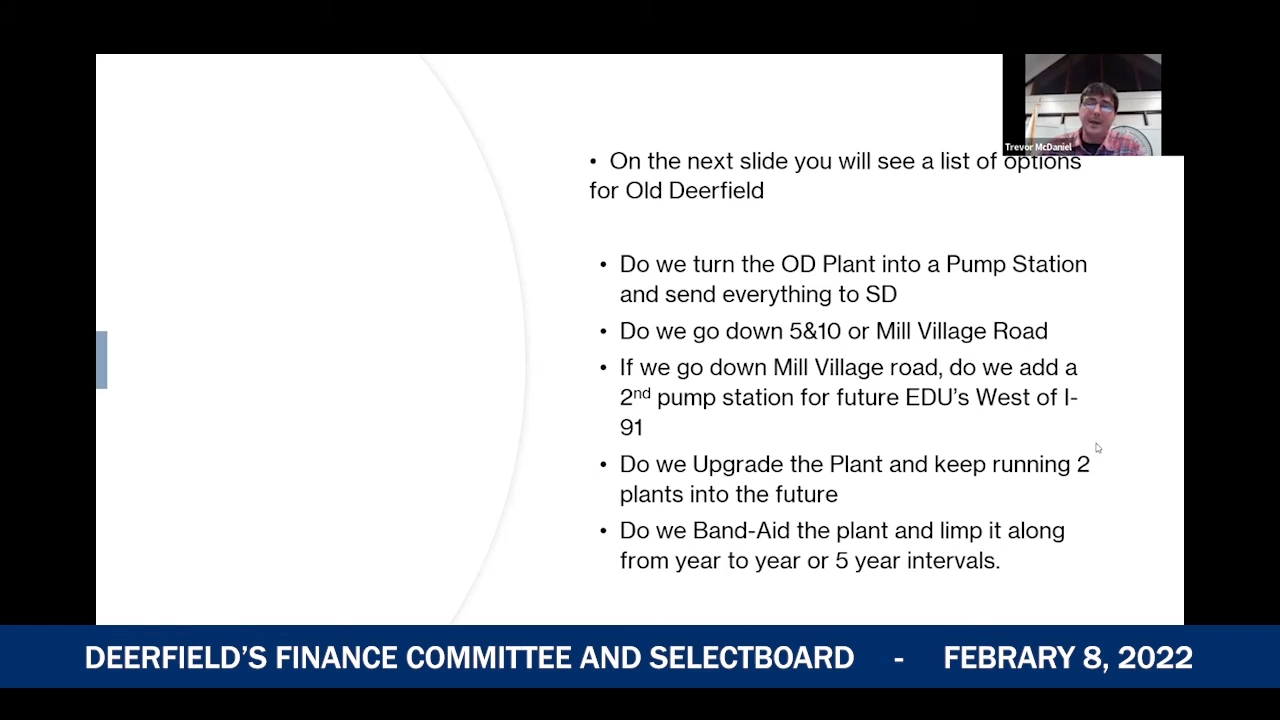 Trevor McDaniel
• On the next slide you will see a list of options
for Old Deerfield
• Do we turn the OD Plant into a Pump Station
and send everything to SD
• Do we go down 5&10 or Mill Village Road
• If we go down Mill Village road, do we add a
2nd pump station for future EDU's West of I-
91
• Do we Upgrade the Plant and keep running 2
plants into the future
• Do we Band-Aid the plant and limp it along
from year to year or 5 year intervals.
DEERFIELD'S FINANCE COMMITTEE AND SELECTBOARD - FEBRARY 8, 2022